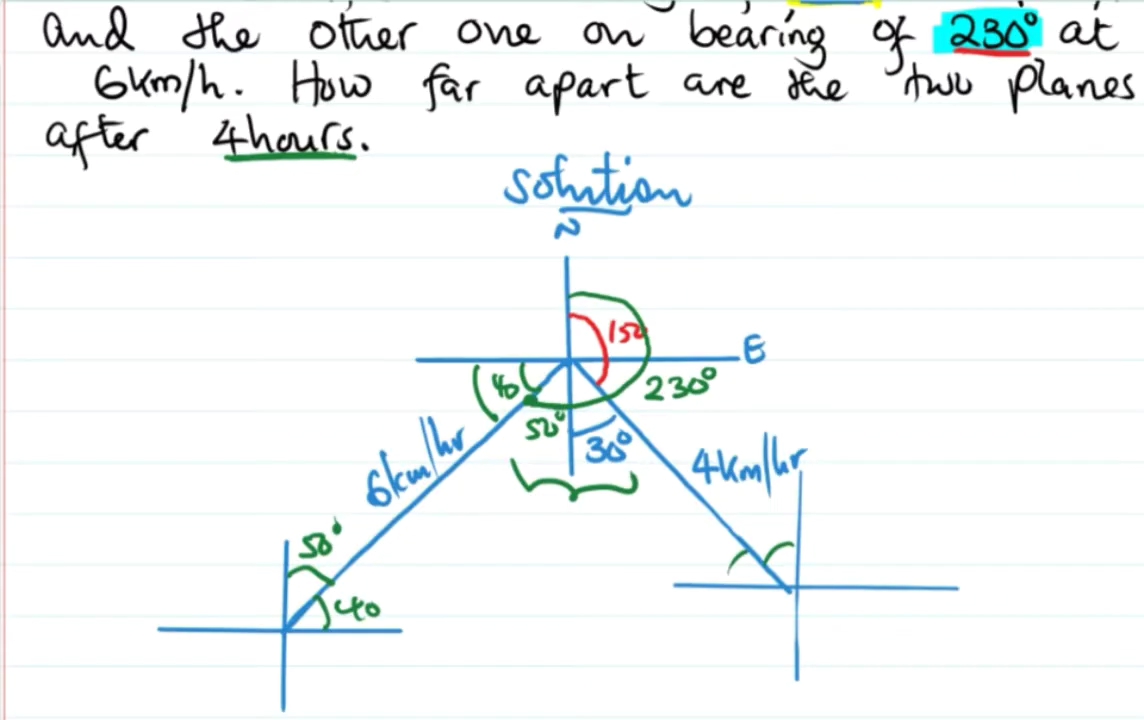 and the other one on bearing of 230° at
6km/h. How far apart are the two planes
after 4hours.
solution
N
150
E
40
230°
50°
30°
6km/hr
4km/hr
50°
40